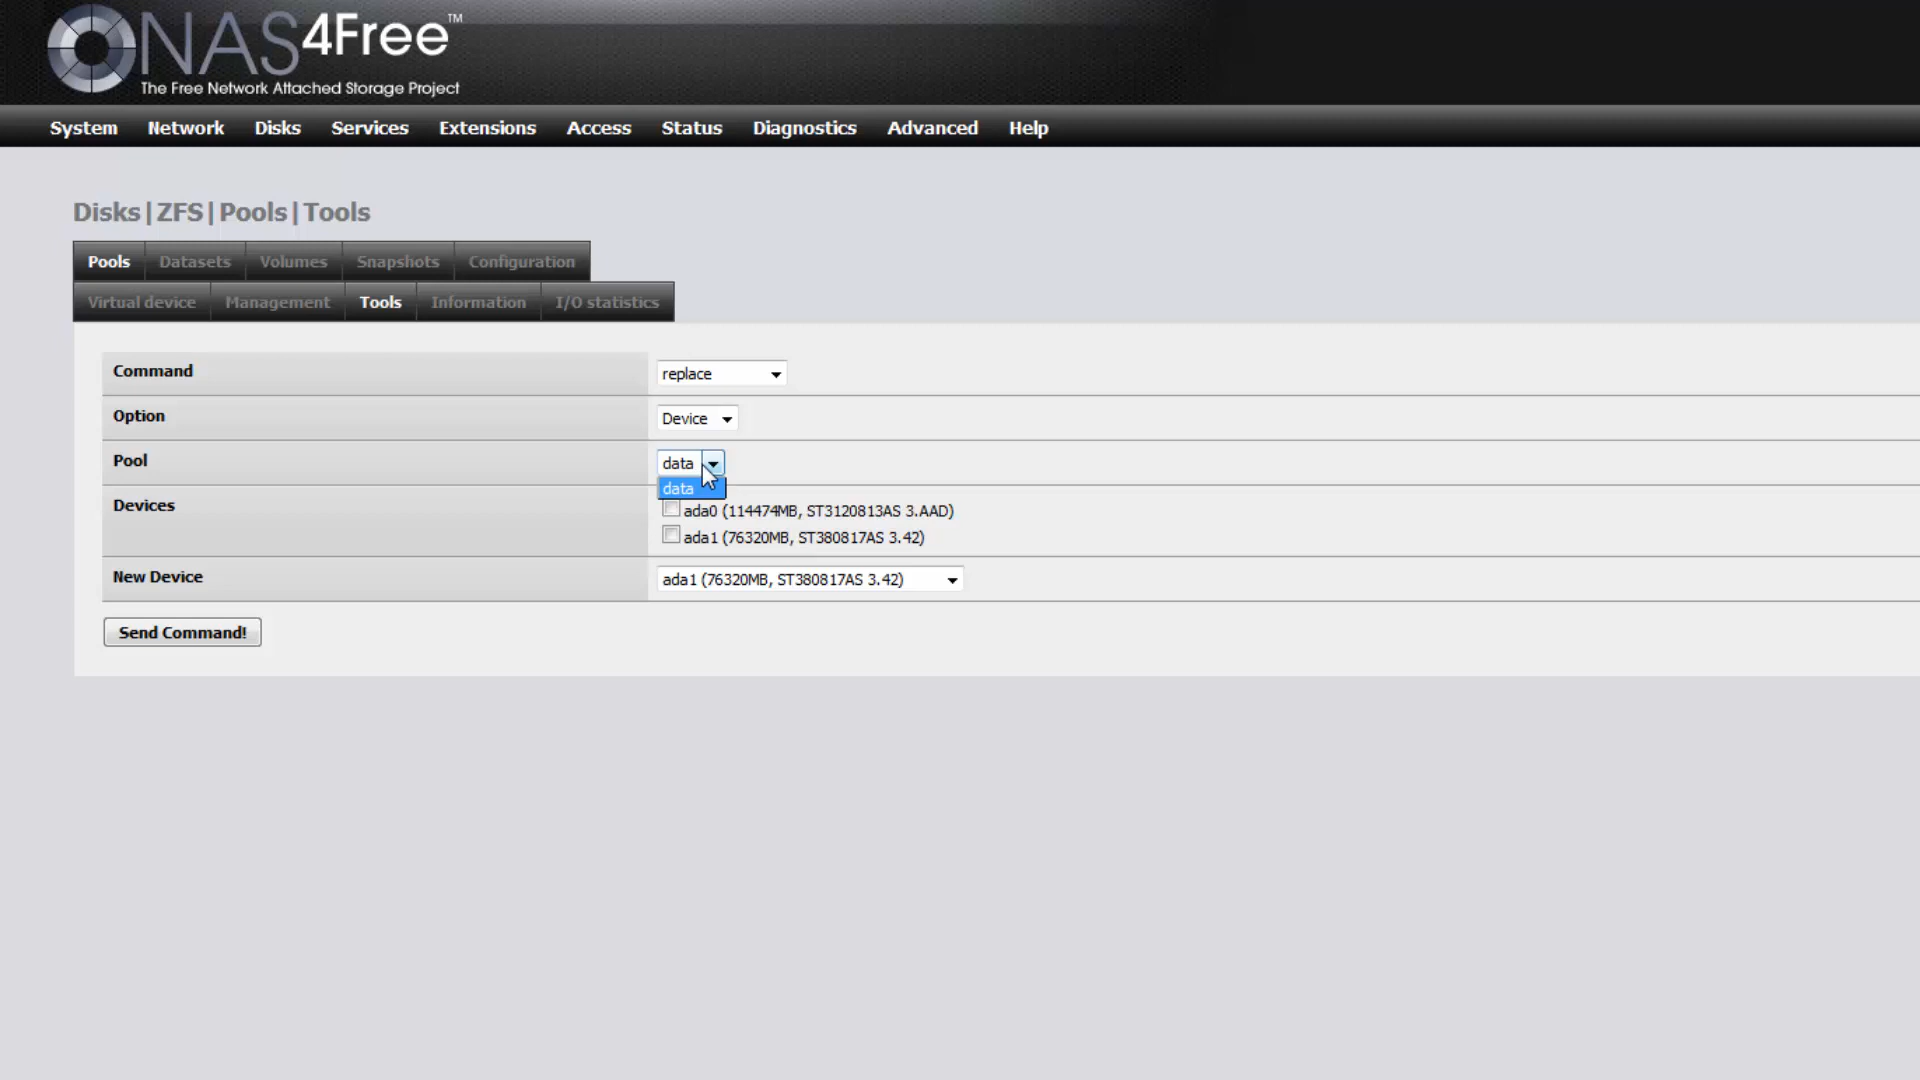 NAS4Free™
The Free Network Attached Storage Project
System Network Disks Services Extensions Access Status Diagnostics Advanced Help
Disks|ZFS|Pools|Tools
Pools Datasets Volumes Snapshots Configuration
Virtual device Management Tools Information I/O statistics
Command replace
Option Device
Pool data
data
Devices
ada0 (114474MB, ST3120813AS 3.AAD)
ada1 (76320MB, ST380817AS 3.42)
New Device ada1 (76320MB, ST380817AS 3.42)
Send Command!